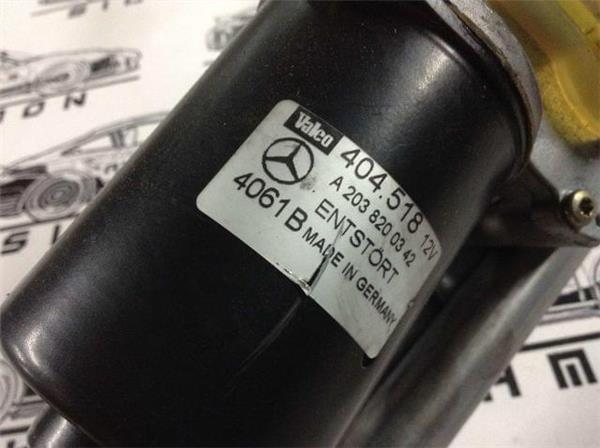 Valeo
404.518 12V
A 203 820 03 42
ENTSTÖRT
4061B MADE IN GERMANY